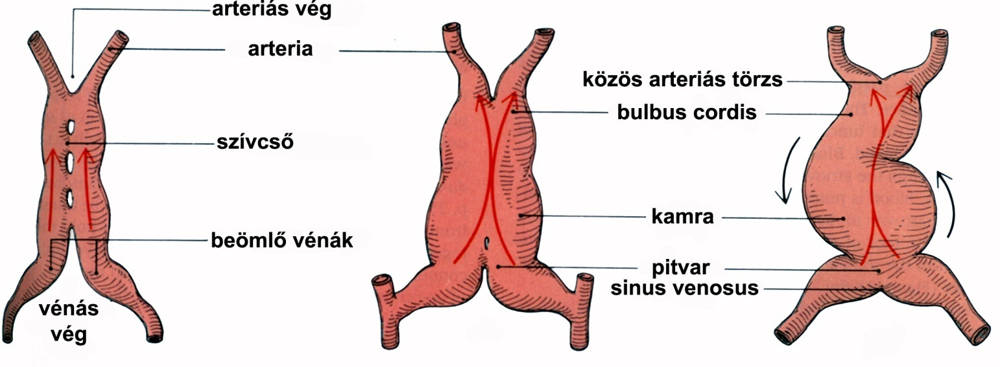 arteriás vég
arteria
közös arteriás törzs
bulbus cordis
szívcső
kamra
beömlő vénák
pitvar
sinus venosus
vénás
vég